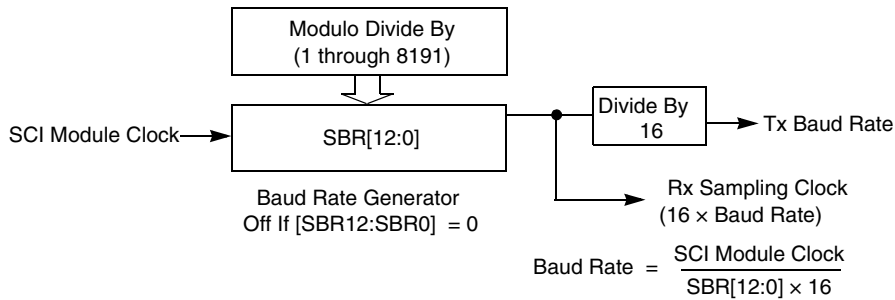 Modulo Divide By
(1 through 8191)
SCI Module Clock
SBR[12:0]
Divide By
16
Tx Baud Rate
Baud Rate Generator
Off If [SBR12:SBR0] = 0
Rx Sampling Clock
(16 × Baud Rate)
Baud Rate = SCI Module Clock
SBR[12:0] × 16